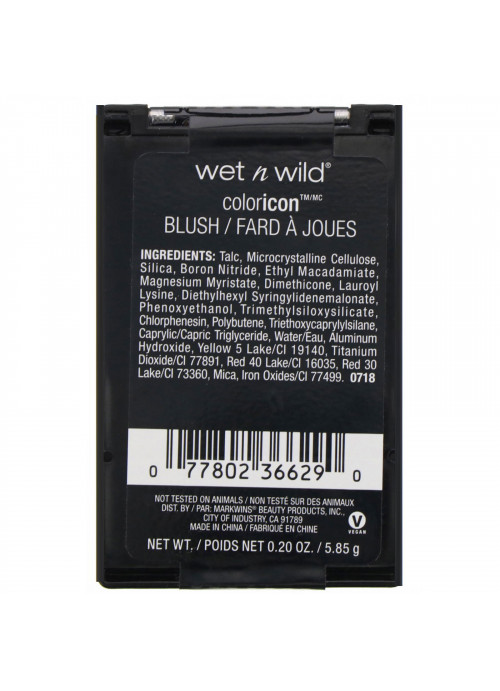 wet n wild®
coloricon™/MC
BLUSH / FARD À JOUES
INGREDIENTS: Talc, Microcrystalline Cellulose,
Silica, Boron Nitride, Ethyl Macadamiate,
Magnesium Myristate, Dimethicone, Lauroyl
Lysine, Diethylhexyl Syringylidenemalonate,
Phenoxyethanol, Trimethylsiloxysilicate,
Chlorphenesin, Polybutene, Triethoxycaprylylsilane,
Caprylic/Capric Triglyceride, Water/Eau, Aluminum
Hydroxide, Yellow 5 Lake/CI 19140, Titanium
Dioxide/CI 77891, Red 40 Lake/CI 16035, Red 30
Lake/CI 73360, Mica, Iron Oxides/CI 77499. 0718
0 77802 36629 0
NOT TESTED ON ANIMALS / NON TESTÉ SUR DES ANIMAUX
DIST. BY / PAR: MARKWINS® BEAUTY PRODUCTS, INC.,
CITY OF INDUSTRY, CA 91789
MADE IN CHINA / FABRIQUÉ EN CHINE
V
VEGAN
NET WT. / POIDS NET 0.20 OZ. / 5.85 g